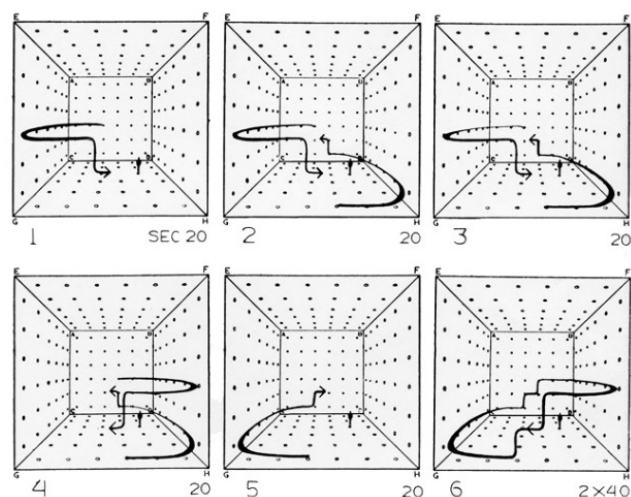 E F E F E F
A D A D A D
C C C
G H G H G H
1 SEC 20 2 20 3 20
E F E F E F
A D A D A D
C
G H G H G H
4 20 5 20 6 2×40